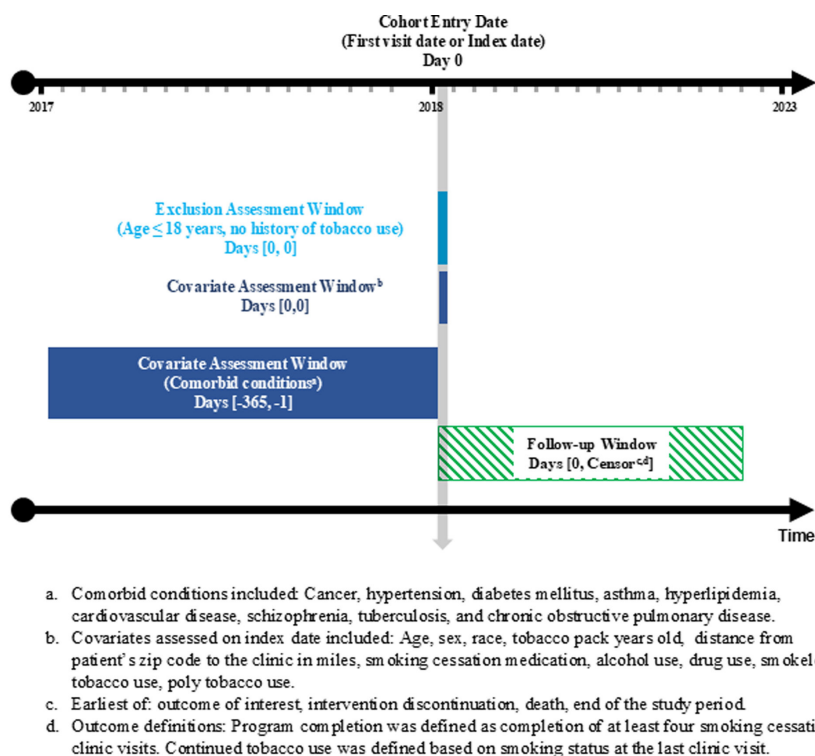 Cohort Entry Date
(First visit date or Index date)
Day 0
2017
2018
2023
Exclusion Assessment Window
(Age ≤ 18 years, no history of tobacco use)
Days [0, 0]
Covariate Assessment Windowᵇ
Days [0,0]
Covariate Assessment Window
(Comorbid conditionsᵃ)
Days [-365, -1]
Follow-up Window
Days [0, Censorᶜ,ᵈ]
Time
a. Comorbid conditions included: Cancer, hypertension, diabetes mellitus, asthma, hyperlipidemia,
cardiovascular disease, schizophrenia, tuberculosis, and chronic obstructive pulmonary disease.
b. Covariates assessed on index date included: Age, sex, race, tobacco pack years old, distance from
patient's zip code to the clinic in miles, smoking cessation medication, alcohol use, drug use, smokel
tobacco use, poly tobacco use.
c. Earliest of: outcome of interest, intervention discontinuation, death, end of the study period.
d. Outcome definitions: Program completion was defined as completion of at least four smoking cessati
clinic visits. Continued tobacco use was defined based on smoking status at the last clinic visit.